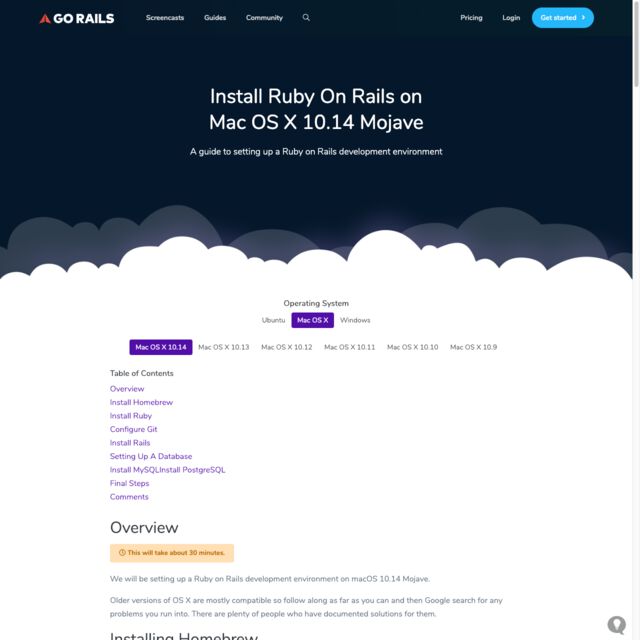 GO RAILS Screencasts Guides Community Pricing Login Get started
Install Ruby On Rails on
Mac OS X 10.14 Mojave
A guide to setting up a Ruby on Rails development environment
Operating System
Ubuntu Mac OS X Windows
Mac OS X 10.14 Mac OS X 10.13 Mac OS X 10.12 Mac OS X 10.11 Mac OS X 10.10 Mac OS X 10.9
Table of Contents
Overview
Install Homebrew
Install Ruby
Configure Git
Install Rails
Setting Up A Database
Install MySQLInstall PostgreSQL
Final Steps
Comments
Overview
This will take about 30 minutes.
We will be setting up a Ruby on Rails development environment on macOS 10.14 Mojave.
Older versions of OS X are mostly compatible so follow along as far as you can and then Google search for any
problems you run into. There are plenty of people who have documented solutions for them.
Installing Homebrew